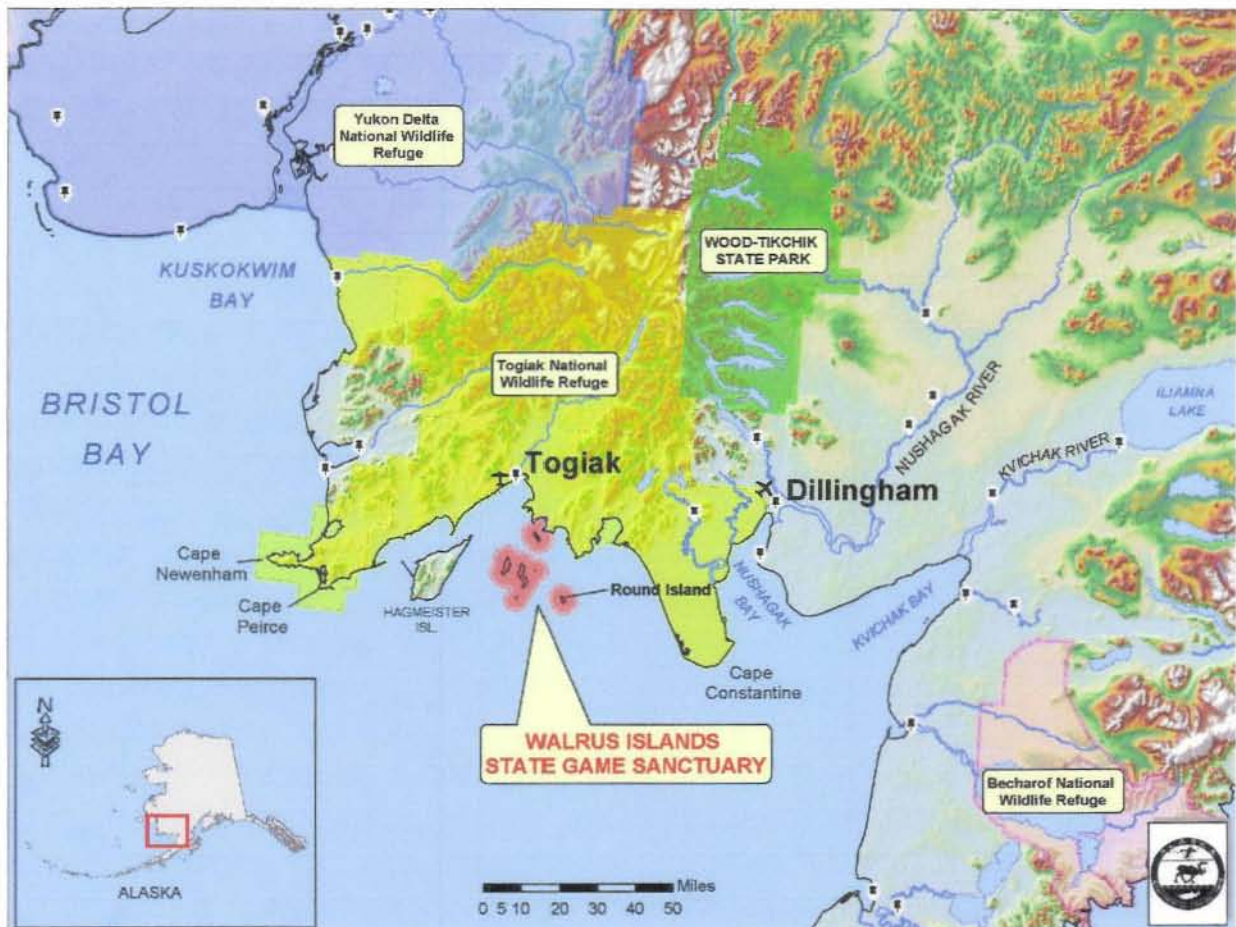 Yukon Delta
National Wildlife
Refuge
WOOD-TIKCHIK
STATE PARK
KUSKOKWIM
BAY
Togiak National
Wildlife Refuge
BRISTOL
BAY
ILIAMNA
LAKE
NUSHAGAK RIVER
KVICHAK RIVER
Togiak
Dillingham
Cape
Newenham
Cape
Peirce
HAGMEISTER
ISL.
Round Island
NUSHAGAK
BAY
KVICHAK BAY
Cape
Constantine
WALRUS ISLANDS
STATE GAME SANCTUARY
Becharof National
Wildlife Refuge
N
ALASKA
Miles
0 5 10 20 30 40 50